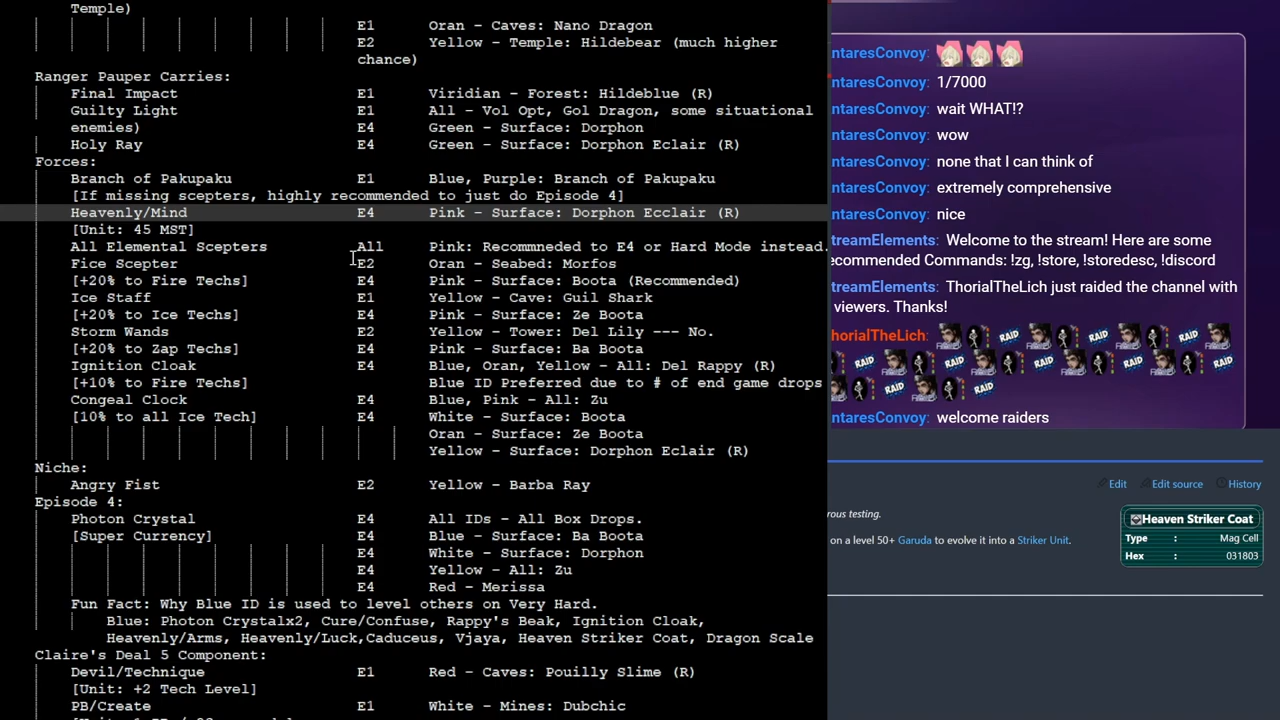 Temple)
E1 Oran - Caves: Nano Dragon
E2 Yellow - Temple: Hildebear (much higher
chance)
Ranger Pauper Carries:
Final Impact E1 Viridian - Forest: Hildeblue (R)
Guilty Light E1 All - Vol Opt, Gol Dragon, some situational
enemies) E4 Green - Surface: Dorphon
Holy Ray E4 Green - Surface: Dorphon Eclair (R)
Forces:
Branch of Pakupaku E1 Blue, Purple: Branch of Pakupaku
[If missing scepters, highly recommended to just do Episode 4]
Heavenly/Mind E4 Pink - Surface: Dorphon Ecclair (R)
[Unit: 45 MST]
All Elemental Scepters All Pink: Recommneded to E4 or Hard Mode instead.
Fice Scepter E2 Oran - Seabed: Morfos
[+20% to Fire Techs] E4 Pink - Surface: Boota (Recommended)
Ice Staff E1 Yellow - Cave: Guil Shark
[+20% to Ice Techs] E4 Pink - Surface: Ze Boota
Storm Wands E2 Yellow - Tower: Del Lily --- No.
[+20% to Zap Techs] E4 Pink - Surface: Ba Boota
Ignition Cloak E4 Blue, Oran, Yellow - All: Del Rappy (R)
[+10% to Fire Techs] Blue ID Preferred due to # of end game drops
Congeal Clock E4 Blue, Pink - All: Zu
[10% to all Ice Tech] E4 White - Surface: Boota
Oran - Surface: Ze Boota
Yellow - Surface: Dorphon Eclair (R)
Niche:
Angry Fist E2 Yellow - Barba Ray
Episode 4:
Photon Crystal E4 All IDs - All Box Drops.
[Super Currency] E4 Blue - Surface: Ba Boota
E4 White - Surface: Dorphon
E4 Yellow - All: Zu
E4 Red - Merissa
Fun Fact: Why Blue ID is used to level others on Very Hard.
Blue: Photon Crystalx2, Cure/Confuse, Rappy's Beak, Ignition Cloak,
Heavenly/Arms, Heavenly/Luck,Caduceus, Vjaya, Heaven Striker Coat, Dragon Scale
Claire's Deal 5 Component:
Devil/Technique E1 Red - Caves: Pouilly Slime (R)
[Unit: +2 Tech Level]
PB/Create E1 White - Mines: Dubchic
ntaresConvoy:
ntaresConvoy: 1/7000
ntaresConvoy: wait WHAT!?
ntaresConvoy: wow
ntaresConvoy: none that I can think of
ntaresConvoy: extremely comprehensive
ntaresConvoy: nice
treamElements: Welcome to the stream! Here are some
ecommended Commands: !zg, !store, !storedesc, !discord
treamElements: ThorialTheLich just raided the channel with
viewers. Thanks!
horialTheLich: RAID RAID RAID
RAID RAID RAID RAID
RAID RAID
ntaresConvoy: welcome raiders
Edit Edit source History
rous testing.
on a level 50+ Garuda to evolve it into a Striker Unit.
Heaven Striker Coat
Type : Mag Cell
Hex : 031803